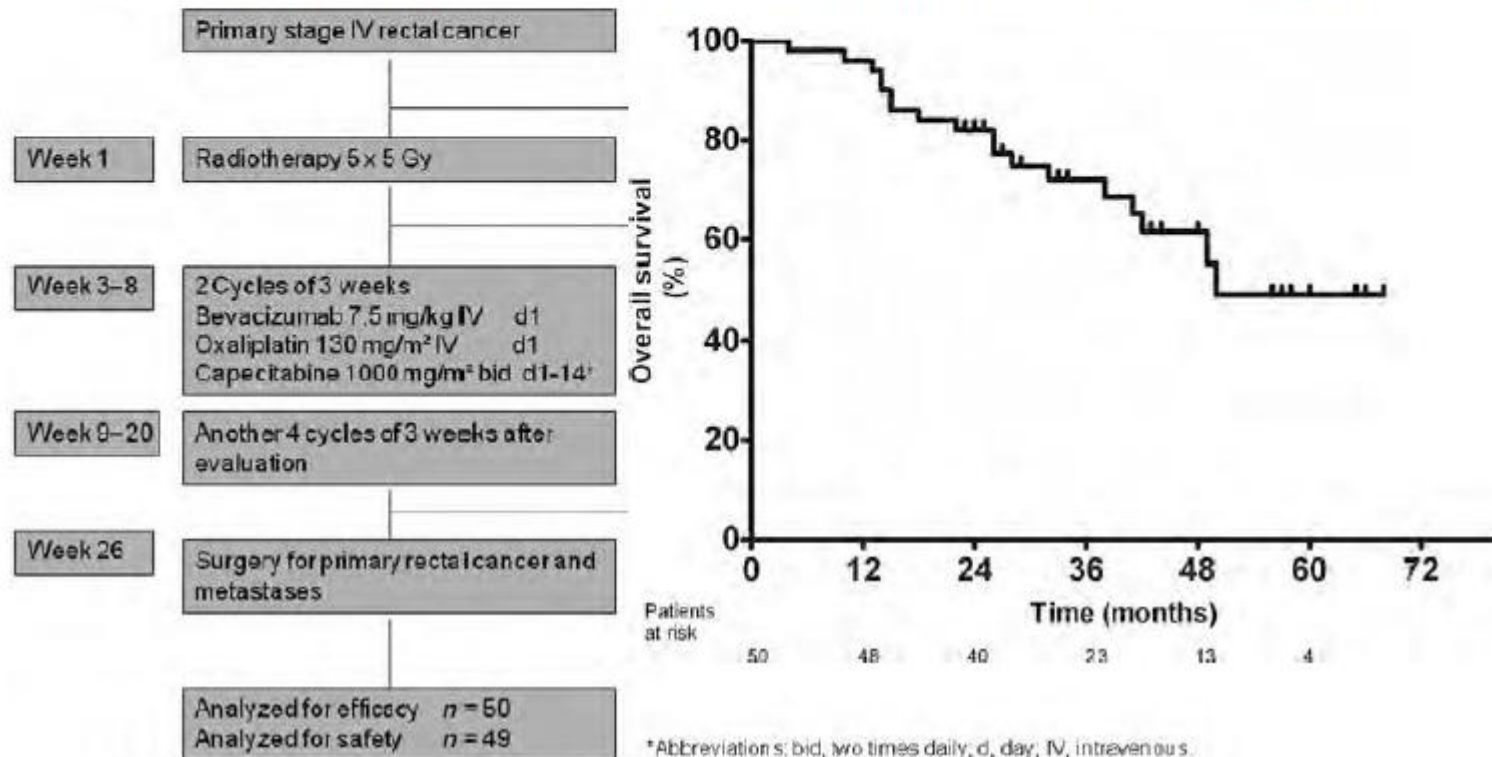 Primary stage IV rectal cancer
Week 1
Radiotherapy 5 x 5 Gy
Week 3–8
2 Cycles of 3 weeks
Bevacizumab 7,5 mg/kg IV d1
Oxaliplatin 130 mg/m² IV d1
Capecitabine 1000 mg/m² bid d1-14*
Week 9–20
Another 4 cycles of 3 weeks after
evaluation
Week 26
Surgery for primary rectal cancer and
metastases
Analyzed for efficacy n = 50
Analyzed for safety n = 49
Overall survival
(%)
100
80
60
40
20
0
0 12 24 36 48 60 72
Time (months)
Patients
at risk
50 48 40 23 13 4
*Abbreviations; bid, two times daily; d, day; IV, intravenous.